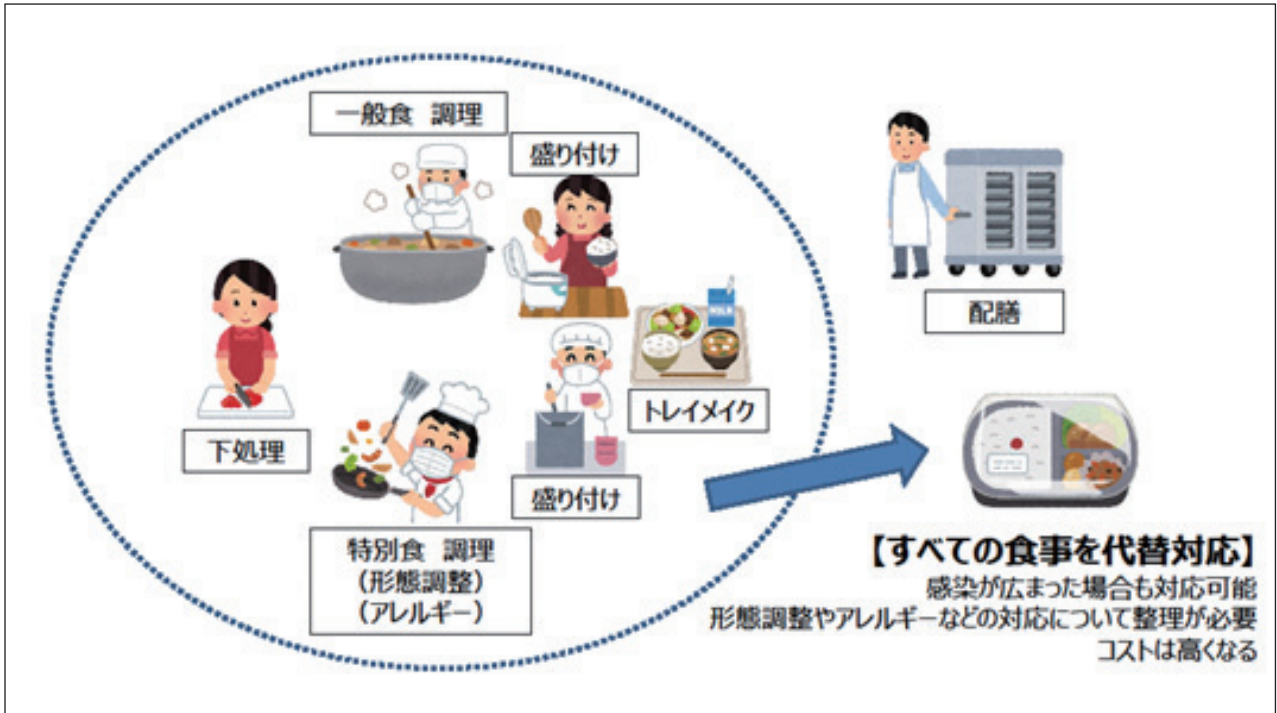 一般食 調理
盛り付け
配膳
下処理
トレイメイク
盛り付け
特別食 調理
（形態調整）
（アレルギー）
MILK
【すべての食事を代替対応】
感染が広まった場合も対応可能
形態調整やアレルギーなどの対応について整理が必要
コストは高くなる